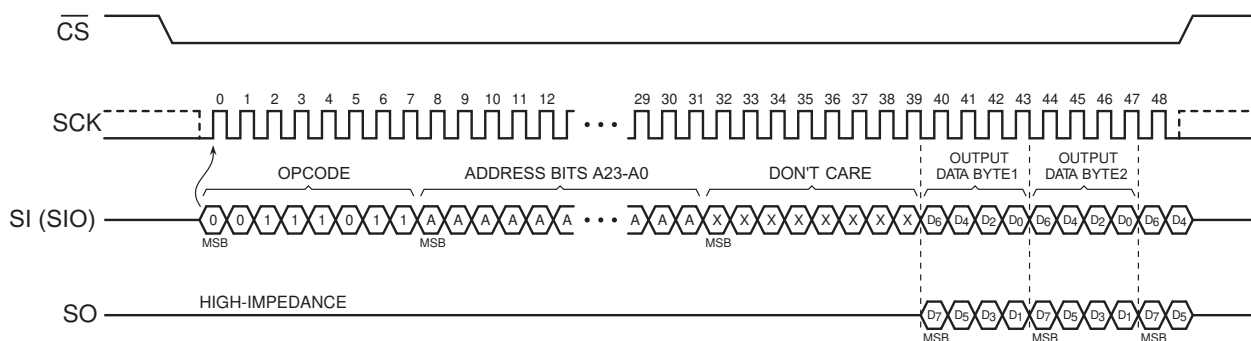 CS
SCK
0 1 2 3 4 5 6 7 8 9 10 11 12 29 30 31 32 33 34 35 36 37 38 39 40 41 42 43 44 45 46 47 48
OPCODE
ADDRESS BITS A23-A0
DON'T CARE
OUTPUT
DATA BYTE1
OUTPUT
DATA BYTE2
SI (SIO)
0 0 1 1 1 0 1 1 A A A A A A A A A X X X X X X X X D6 D4 D2 D0 D6 D4 D2 D0 D6 D4
MSB MSB MSB
HIGH-IMPEDANCE
SO
D7 D5 D3 D1 D7 D5 D3 D1 D7 D5
MSB MSB MSB